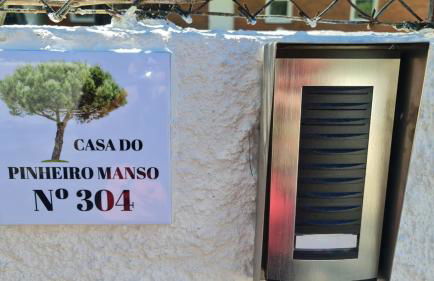 CASA DO
PINHEIRO MANSO
Nº 304